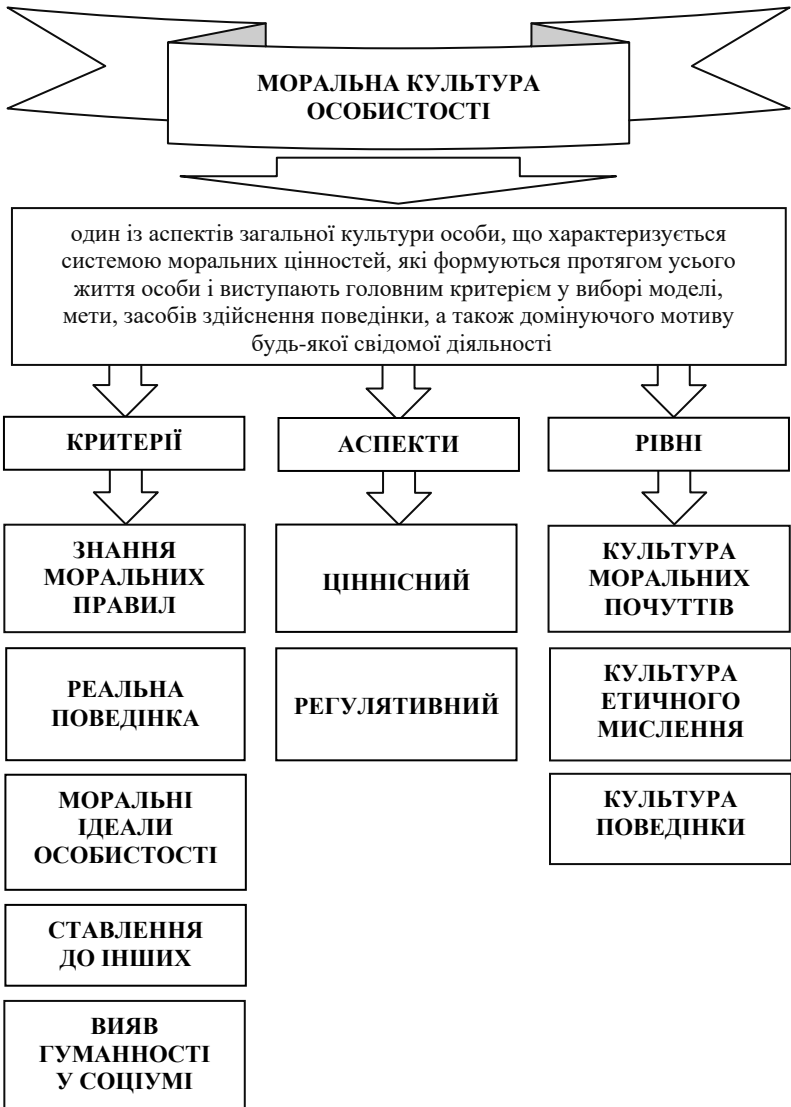 МОРАЛЬНА КУЛЬТУРА
ОСОБИСТОСТІ
один із аспектів загальної культури особи, що характеризується
системою моральних цінностей, які формуються протягом усього
життя особи і виступають головним критерієм у виборі моделі,
мети, засобів здійснення поведінки, а також домінуючого мотиву
будь-якої свідомої діяльності
КРИТЕРІЇ
ЗНАННЯ
МОРАЛЬНИХ
ПРАВИЛ
РЕАЛЬНА
ПОВЕДІНКА
МОРАЛЬНІ
ІДЕАЛИ
ОСОБИСТОСТІ
СТАВЛЕННЯ
ДО ІНШИХ
ВИЯВ
ГУМАННОСТІ
У СОЦІУМІ
АСПЕКТИ
ЦІННІСНИЙ
РЕГУЛЯТИВНИЙ
РІВНІ
КУЛЬТУРА
МОРАЛЬНИХ
ПОЧУТТІВ
КУЛЬТУРА
ЕТИЧНОГО
МИСЛЕННЯ
КУЛЬТУРА
ПОВЕДІНКИ